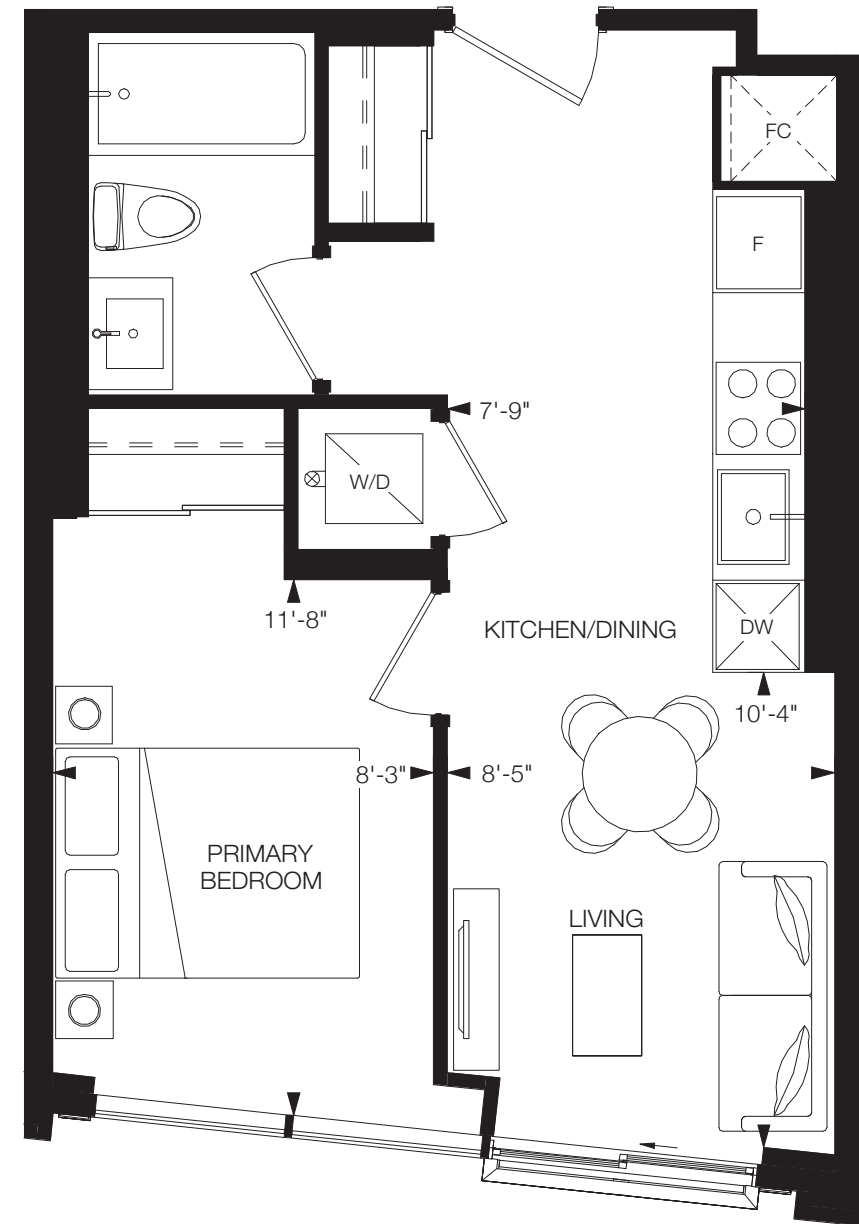 FC
F
7'-9"
W/D
11'-8"
KITCHEN/DINING
DW
10'-4"
8'-3"
8'-5"
PRIMARY
BEDROOM
LIVING